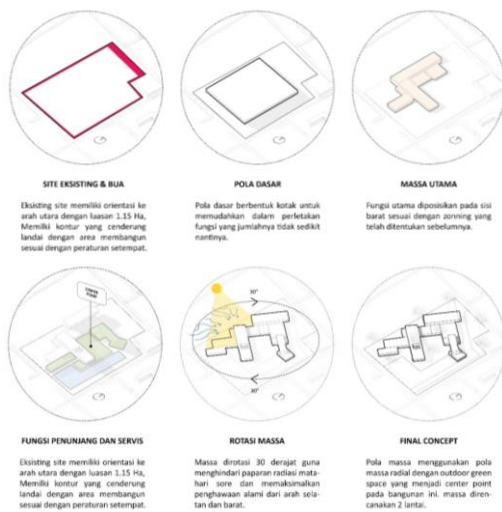 SITE EKSISTING & BUA
Eksisting site memiliki orientasi ke
arah utara dengan luasan 1.15 Ha,
Memilki kontur yang cenderung
landai dengan area membangun
sesuai dengan peraturan setempat.
POLA DASAR
Pola dasar berbentuk kotak untuk
memudahkan dalam perletakan
fungsi yang jumlahnya tidak sedikit
nantinya.
MASSA UTAMA
Fungsi utama diposisikan pada sisi
barat sesuai dengan zonning yang
telah ditentukan sebelumnya.
FUNGSI PENUNJANG DAN SERVIS
Eksisting site memiliki orientasi ke
arah utara dengan luasan 1.15 Ha,
Memilki kontur yang cenderung
landai dengan area membangun
sesuai dengan peraturan setempat.
30°
30°
ROTASI MASSA
Massa dirotasi 30 derajat guna
menghindari paparan radiasi mata-
hari sore dan memaksimalkan
penghawaan alami dari arah sela-
tan dan barat.
FINAL CONCEPT
Pola massa menggunakan pola
massa radial dengan outdoor green
space yang menjadi center point
pada bangunan ini. massa diren-
canakan 2 lantai.